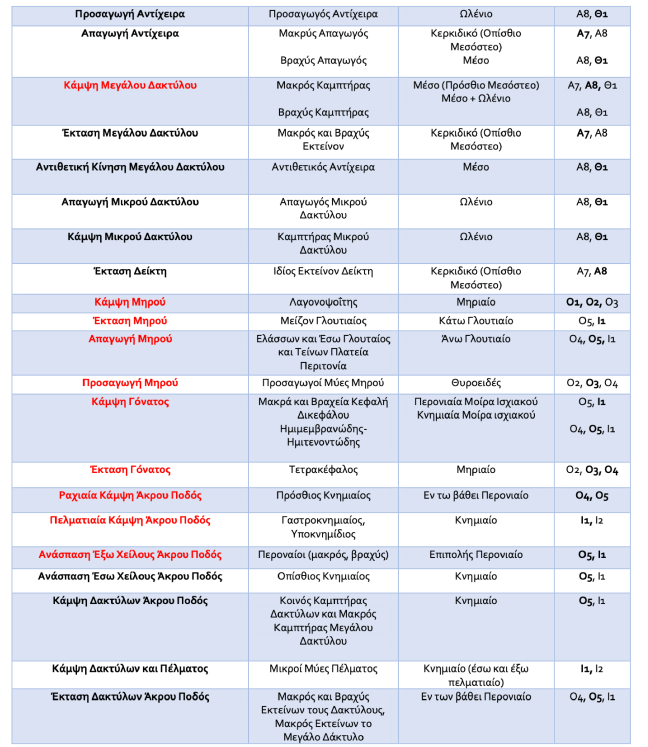 Προσαγωγή Αντίχειρα Προσαγωγός Αντίχειρα Ωλένιο Α8, Θ1
Απαγωγή Αντίχειρα Μακρύς Απαγωγός Κερκιδικό (Οπίσθιο Α7, Α8
Μεσόστεο)
Βραχύς Απαγωγός Μέσο Α8, Θ1
Κάμψη Μεγάλου Δακτύλου Μακρός Καμπτήρας Μέσο (Πρόσθιο Μεσόστεο) Α7, Α8, Θ1
Μέσο + Ωλένιο
Βραχύς Καμπτήρας Α8, Θ1
Έκταση Μεγάλου Δακτύλου Μακρός και Βραχύς Κερκιδικό (Οπίσθιο Α7, Α8
Εκτεινον Μεσόστεο)
Αντιθετική Κίνηση Μεγάλου Δακτύλου Αντιθετικός Αντίχειρα Μέσο Α8, Θ1
Απαγωγή Μικρού Δακτύλου Απαγωγός Μικρού Ωλένιο Α8, Θ1
Δακτύλου
Κάμψη Μικρού Δακτύλου Καμπτήρας Μικρού Ωλένιο Α8, Θ1
Δακτύλου
Έκταση Δείκτη Ιδίος Εκτείνον Δείκτη Κερκιδικό (Οπίσθιο Α7, Α8
Μεσόστεο)
Κάμψη Μηρού Λαγονοψοΐτης Μηριαίο Ο1, Ο2, Ο3
Έκταση Μηρού Μείζον Γλουτιαίος Κάτω Γλουτιαίο Ο5, Ι1
Απαγωγή Μηρού Ελάσσων και Έσω Γλουταίος Άνω Γλουτιαίο Ο4, Ο5, Ι1
και Τείνων Πλατεία
Περιτονία
Προσαγωγή Μηρού Προσαγωγοί Μύες Μηρού Θυροειδές Ο2, Ο3, Ο4
Κάμψη Γόνατος Μακρά και Βραχεία Κεφαλή Περονιαία Μοίρα Ισχιακού Ο5, Ι1
Δικεφάλου Κνημιαία Μοίρα ισχιακού
Ημιμεμβρανώδης- Ο4, Ο5, Ι1
Ημιτενοντώδης
Έκταση Γόνατος Τετρακέφαλος Μηριαίο Ο2, Ο3, Ο4
Ραχιαία Κάμψη Άκρου Ποδός Πρόσθιος Κνημιαίος Εν τω βάθει Περονιαίο Ο4, Ο5
Πελματιαία Κάμψη Άκρου Ποδός Γαστροκνημιαίος, Κνημιαίο Ι1, Ι2
Υποκνημίδιος
Ανάσπαση Έξω Χείλους Άκρου Ποδός Περοναίοι (μακρός, βραχύς) Επιπολής Περονιαίο Ο5, Ι1
Ανάσπαση Έσω Χείλους Άκρου Ποδός Οπίσθιος Κνημιαίος Κνημιαίο Ο5, Ι1
Κάμψη Δακτύλων Άκρου Ποδός Κοινός Καμπτήρας Κνημιαίο Ο5, Ι1
Δακτύλων και Μακρός
Καμπτήρας Μεγάλου
Δακτύλου
Κάμψη Δακτύλων και Πέλματος Μικροί Μύες Πέλματος Κνημιαίο (έσω και έξω Ι1, Ι2
πελματιαίο)
Έκταση Δακτύλων Άκρου Ποδός Μακρός και Βραχύς Εν των βάθει Περονιαίο Ο4, Ο5, Ι1
Εκτείνων τους Δακτύλους,
Μακρός Εκτείνων το
Μεγάλο Δάκτυλο